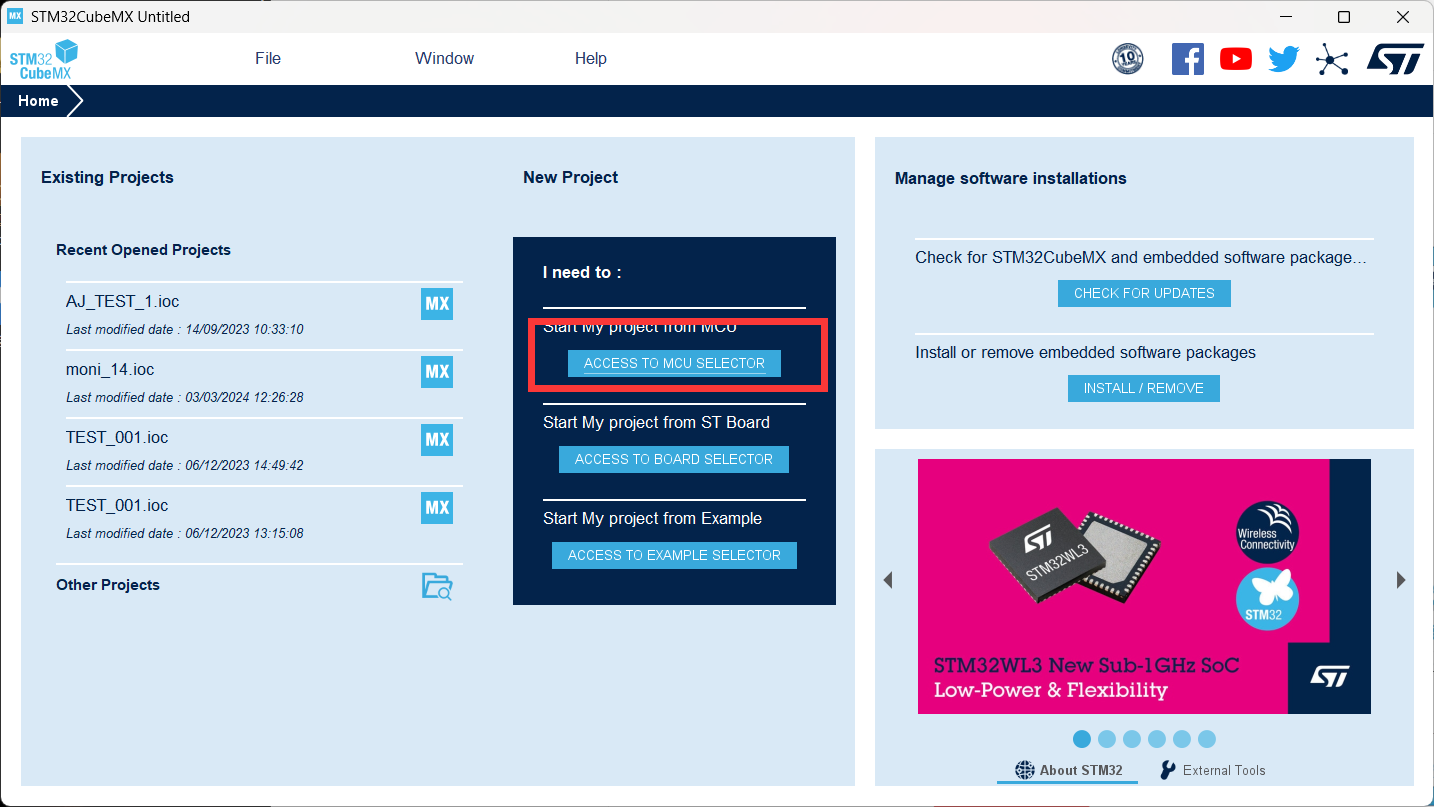 MX STM32CubeMX Untitled
STM32
CubeMX
File Window Help
10
YEARS
Home
Existing Projects
Recent Opened Projects
AJ_TEST_1.ioc
MX
Last modified date : 14/09/2023 10:33:10
moni_14.ioc
MX
Last modified date : 03/03/2024 12:26:28
TEST_001.ioc
MX
Last modified date : 06/12/2023 14:49:42
TEST_001.ioc
MX
Last modified date : 06/12/2023 13:15:08
Other Projects
New Project
I need to :
Start My project from MCU
ACCESS TO MCU SELECTOR
Start My project from ST Board
ACCESS TO BOARD SELECTOR
Start My project from Example
ACCESS TO EXAMPLE SELECTOR
Manage software installations
Check for STM32CubeMX and embedded software package...
CHECK FOR UPDATES
Install or remove embedded software packages
INSTALL / REMOVE
ST
STM32WL3
Wireless
Connectivity
STM32
STM32WL3 New Sub-1GHz SoC
Low-Power & Flexibility
ST
About STM32
External Tools